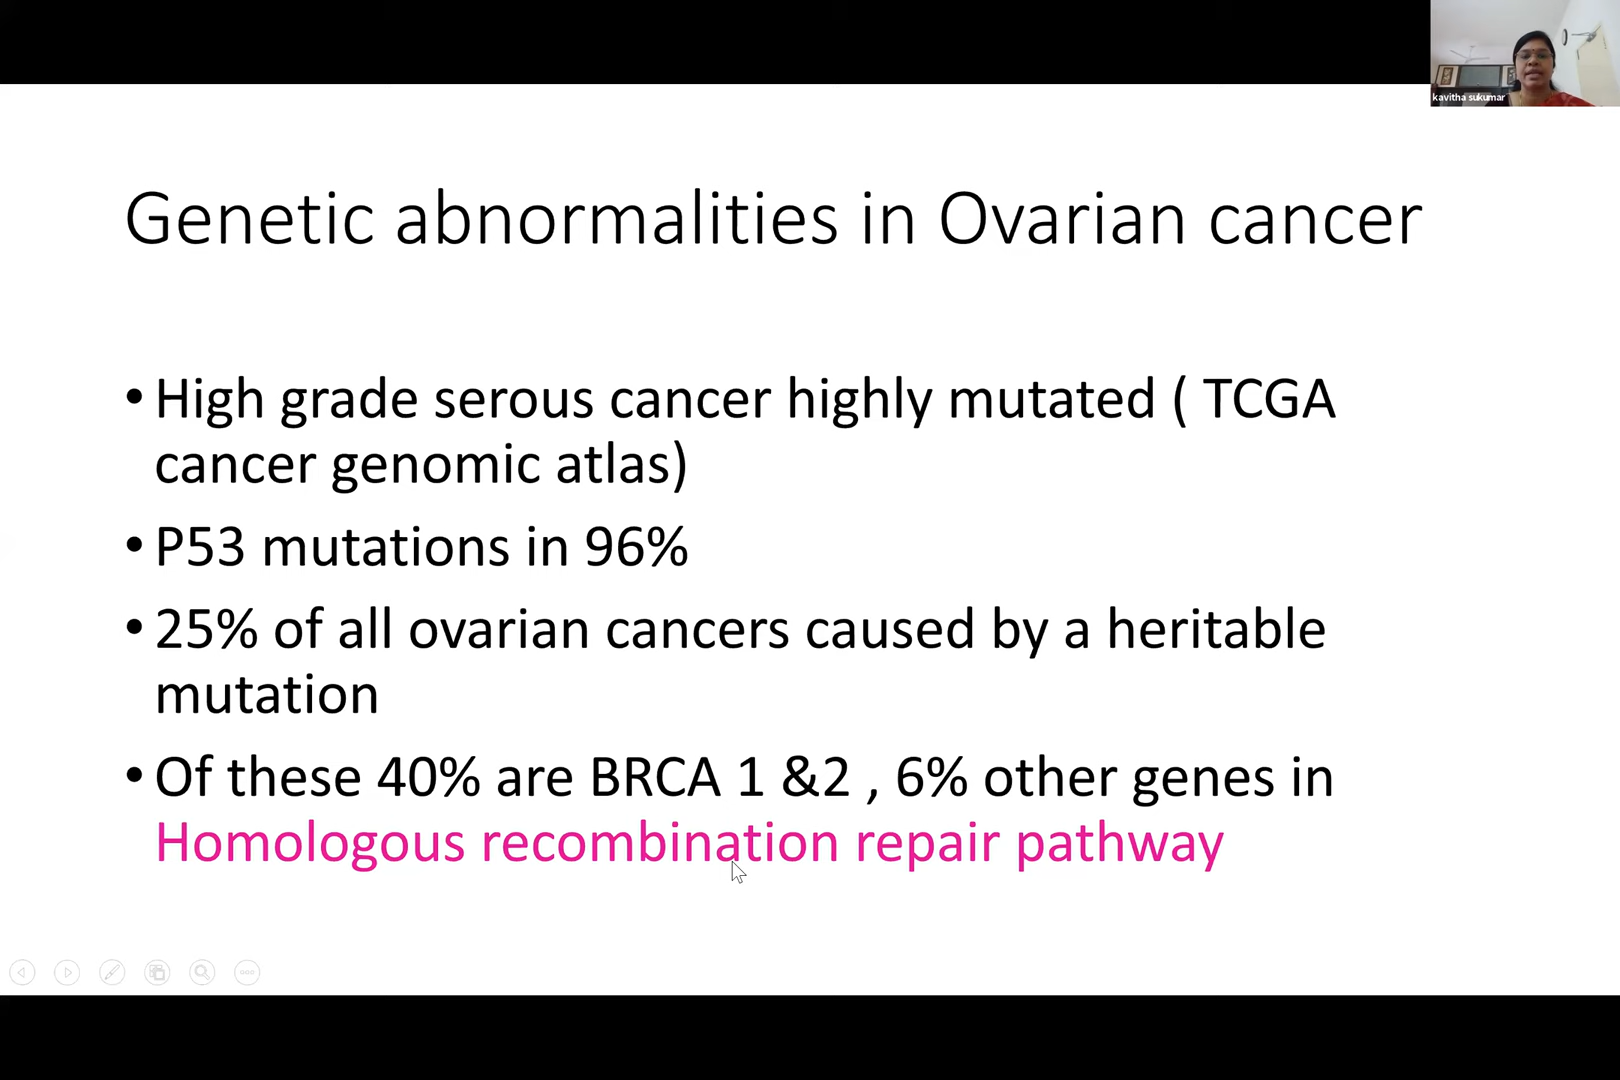 kavitha sukumar
Genetic abnormalities in Ovarian cancer
• High grade serous cancer highly mutated ( TCGA
cancer genomic atlas)
• P53 mutations in 96%
• 25% of all ovarian cancers caused by a heritable
mutation
• Of these 40% are BRCA 1 &2 , 6% other genes in
Homologous recombination repair pathway